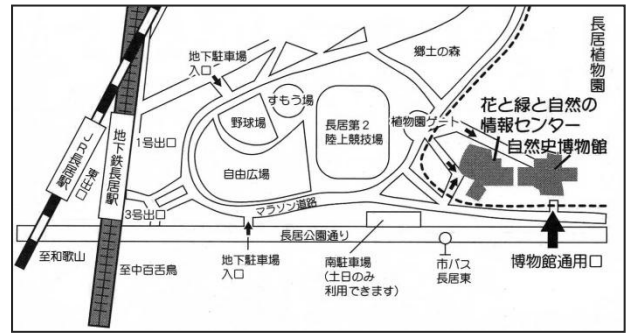 地下駐車場
入口
すもう場
野球場
長居第2
陸上競技場
郷土の森
長居植物園
植物園ゲート
花と緑と自然の
情報センター
自然史博物館
JR長居駅
東出口
地下鉄長居駅
1号出口
自由広場
マラソン道路
3号出口
長居公園通り
至和歌山
至中百舌鳥
地下駐車場
入口
南駐車場
(土日のみ
利用できます)
市バス
長居東
博物館通用口